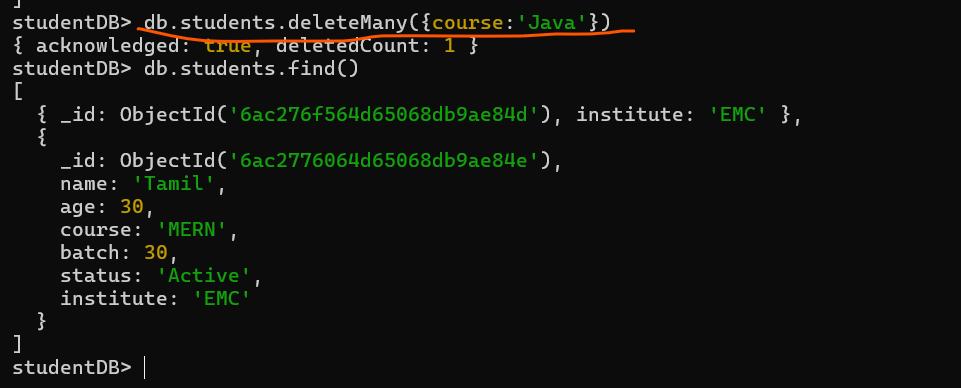 ]
studentDB> db.students.deleteMany({course:'Java'})
{ acknowledged: true, deletedCount: 1 }
studentDB> db.students.find()
[
  { _id: ObjectId('6ac276f564d65068db9ae84d'), institute: 'EMC' },
  {
    _id: ObjectId('6ac2776064d65068db9ae84e'),
    name: 'Tamil',
    age: 30,
    course: 'MERN',
    batch: 30,
    status: 'Active',
    institute: 'EMC'
  }
]
studentDB>